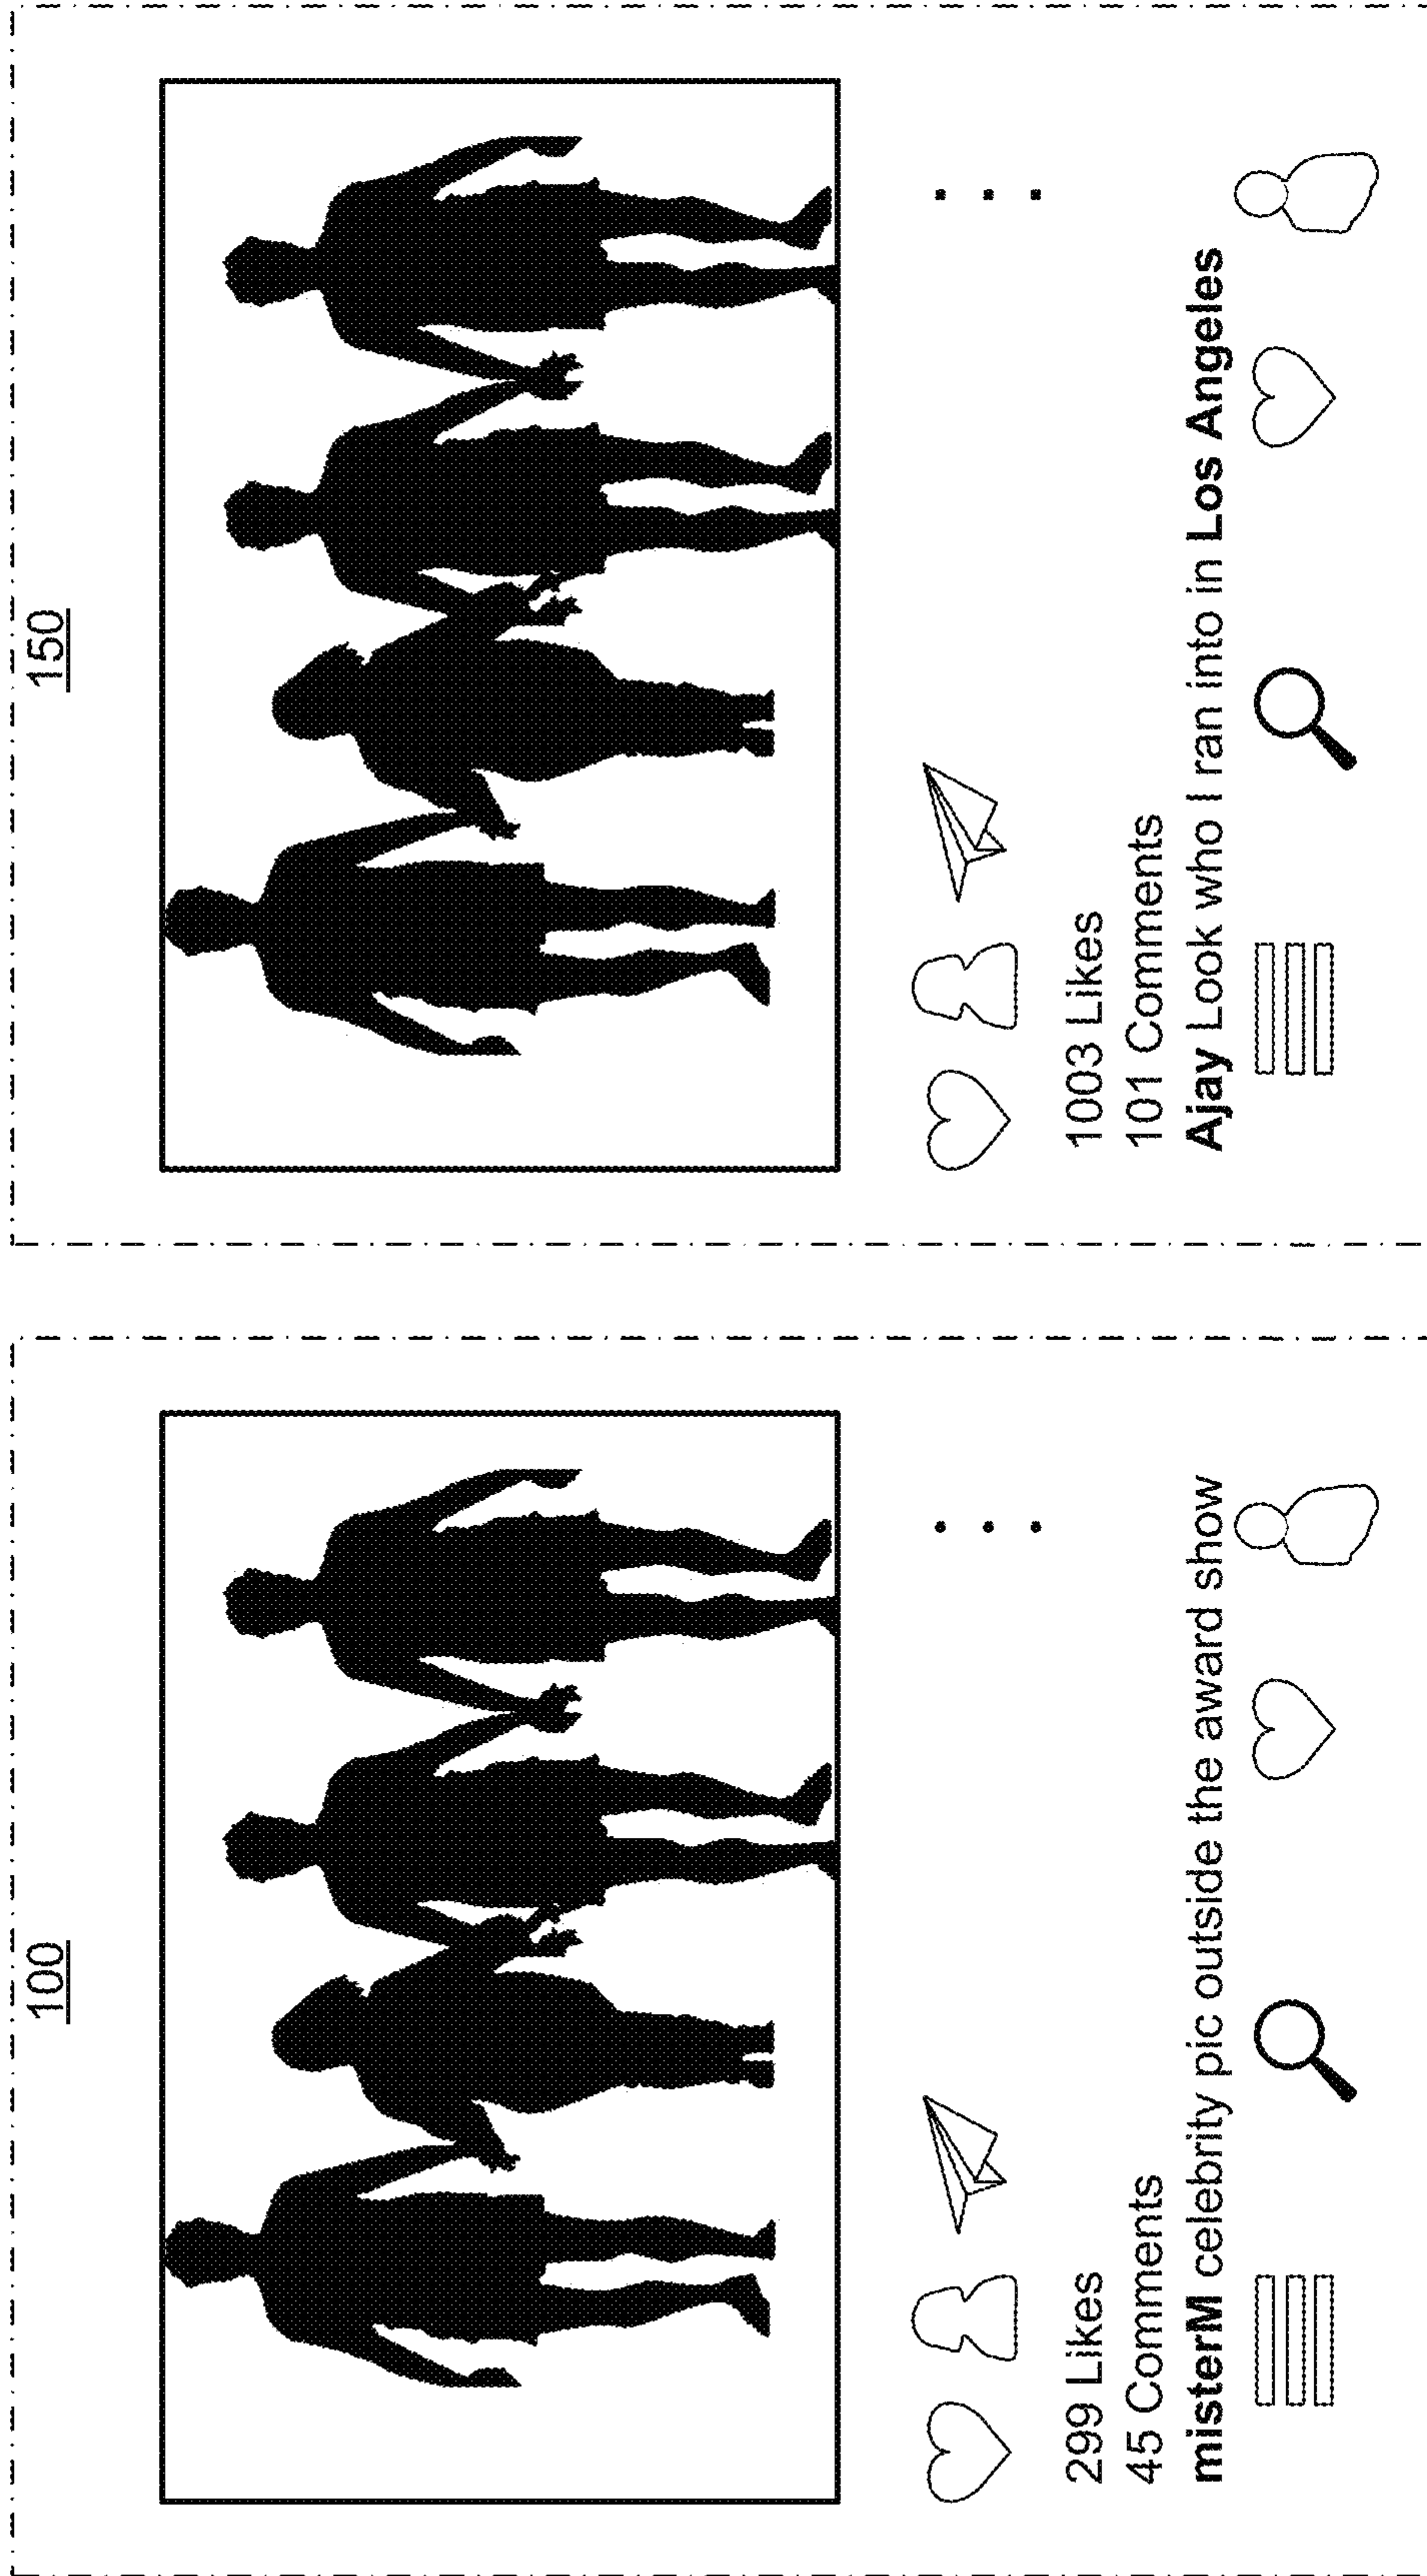 100
299 Likes
45 Comments
misterM celebrity pic outside the award show
150
1003 Likes
101 Comments
Ajay Look who I ran into in Los Angeles